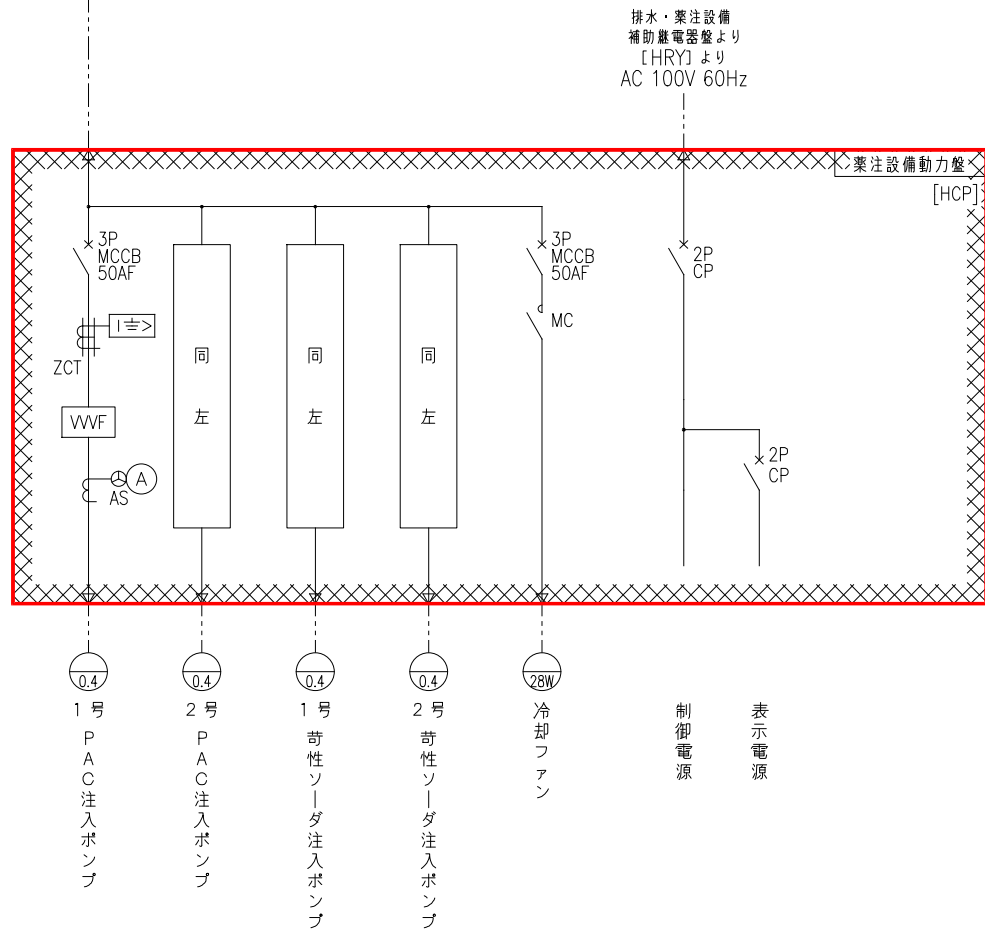 排水・薬注設備
補助継電器盤より
[HRY] より
AC 100V 60Hz
薬注設備動力盤
[HCP]
3P
MCCB
50AF
ZCT
I >
VVVF
A
AS
同左
同左
同左
3P
MCCB
50AF
MC
2P
CP
2P
CP
0.4
0.4
0.4
0.4
28W
1号
PAC注入ポンプ
2号
PAC注入ポンプ
1号
苛性ソーダ注入ポンプ
2号
苛性ソーダ注入ポンプ
冷却ファン
制御電源
表示電源